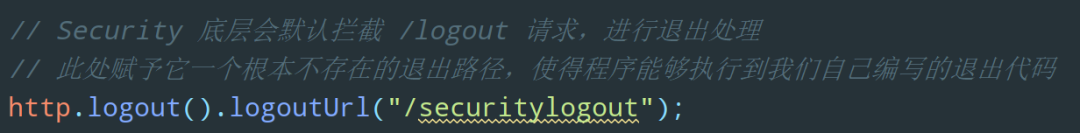 // Security 底层会默认拦截 /logout 请求，进行退出处理
// 此处赋予它一个根本不存在的退出路径，使得程序能够执行到我们自己编写的退出代码
http.logout().logoutUrl("/securitylogout");